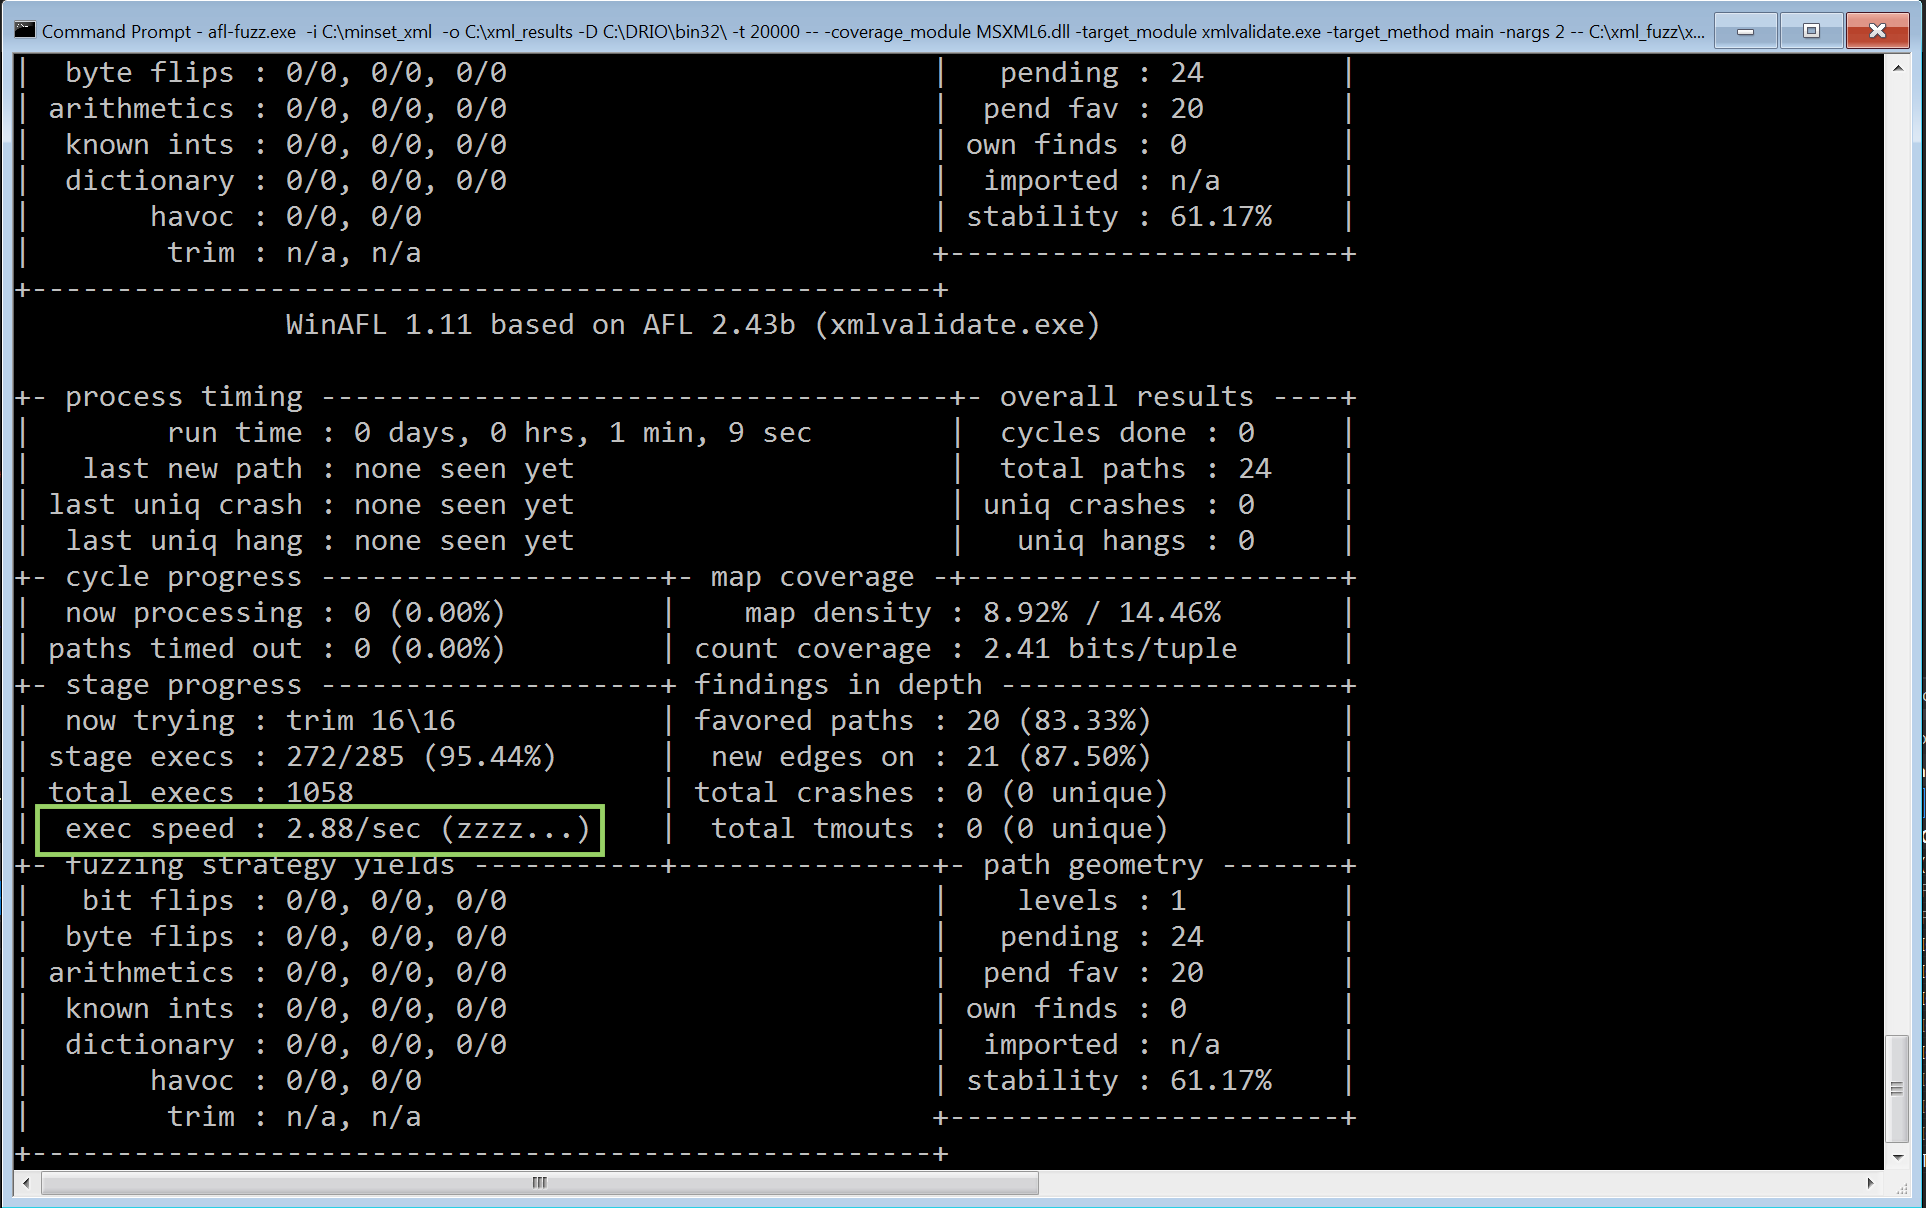 Command Prompt - afl-fuzz.exe  -i C:\minset_xml  -o C:\xml_results -D C:\DRIO\bin32\ -t 20000 -- -coverage_module MSXML6.dll -target_module xmlvalidate.exe -target_method main -nargs 2 -- C:\xml_fuzz\x...
|  byte flips : 0/0, 0/0, 0/0                         |   pending : 24        |
| arithmetics : 0/0, 0/0, 0/0                         |  pend fav : 20        |
|  known ints : 0/0, 0/0, 0/0                         | own finds : 0         |
|  dictionary : 0/0, 0/0, 0/0                         |  imported : n/a       |
|       havoc : 0/0, 0/0                              | stability : 61.17%    |
|        trim : n/a, n/a                              +-----------------------+
+-----------------------------------------------------+
WinAFL 1.11 based on AFL 2.43b (xmlvalidate.exe)
+- process timing -------------------------------------+- overall results ----+
|        run time : 0 days, 0 hrs, 1 min, 9 sec        |  cycles done : 0     |
|   last new path : none seen yet                      |  total paths : 24    |
| last uniq crash : none seen yet                      | uniq crashes : 0     |
|  last uniq hang : none seen yet                      |   uniq hangs : 0     |
+- cycle progress --------------------+- map coverage -+----------------------+
|  now processing : 0 (0.00%)         |    map density : 8.92% / 14.46%       |
| paths timed out : 0 (0.00%)         | count coverage : 2.41 bits/tuple      |
+- stage progress --------------------+ findings in depth --------------------+
|  now trying : trim 16\16            | favored paths : 20 (83.33%)           |
| stage execs : 272/285 (95.44%)      |  new edges on : 21 (87.50%)           |
| total execs : 1058                  | total crashes : 0 (0 unique)          |
|  exec speed : 2.88/sec (zzzz...)    |  total tmouts : 0 (0 unique)          |
+- fuzzing strategy yields -----------+---------------+- path geometry -------+
|   bit flips : 0/0, 0/0, 0/0                         |    levels : 1         |
|  byte flips : 0/0, 0/0, 0/0                         |   pending : 24        |
| arithmetics : 0/0, 0/0, 0/0                         |  pend fav : 20        |
|  known ints : 0/0, 0/0, 0/0                         | own finds : 0         |
|  dictionary : 0/0, 0/0, 0/0                         |  imported : n/a       |
|       havoc : 0/0, 0/0                              | stability : 61.17%    |
|        trim : n/a, n/a                              +-----------------------+
+-----------------------------------------------------+